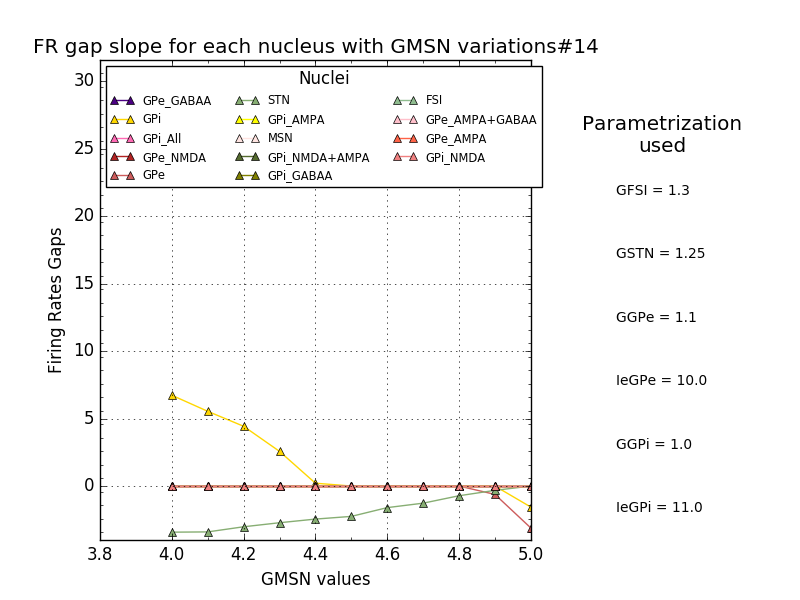 FR gap slope for each nucleus with GMSN variations#14
Nuclei
GPe_GABAA STN FSI
GPi GPi_AMPA GPe_AMPA+GABAA
GPi_All MSN GPe_AMPA
GPe_NMDA GPi_NMDA+AMPA GPi_NMDA
GPe GPi_GABAA
30
25
20
15
10
5
0
Firing Rates Gaps
3.8 4.0 4.2 4.4 4.6 4.8 5.0
GMSN values
Parametrization
used
GFSI = 1.3
GSTN = 1.25
GGPe = 1.1
IeGPe = 10.0
GGPi = 1.0
IeGPi = 11.0